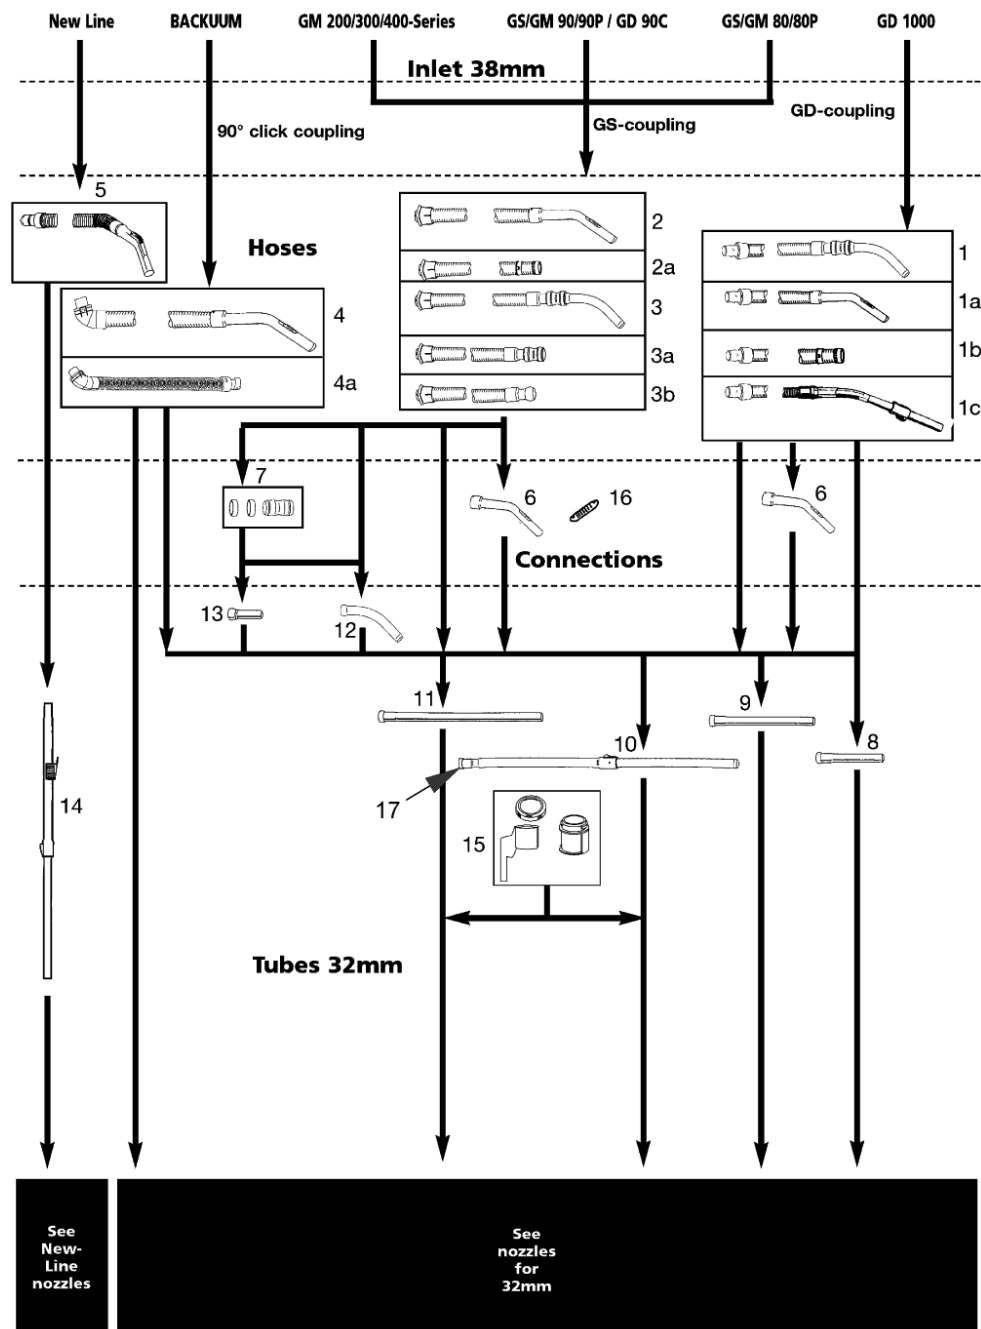 New Line
BACKUUM
GM 200/300/400-Series
GS/GM 90/90P / GD 90C
GS/GM 80/80P
GD 1000
Inlet 38mm
90° click coupling
GS-coupling
GD-coupling
5
Hoses
2
2a
3
3a
3b
1
1a
1b
1c
4
4a
7
6
16
6
Connections
13
12
11
9
10
8
17
14
15
Tubes 32mm
See
New-
Line
nozzles
See
nozzles
for
32mm